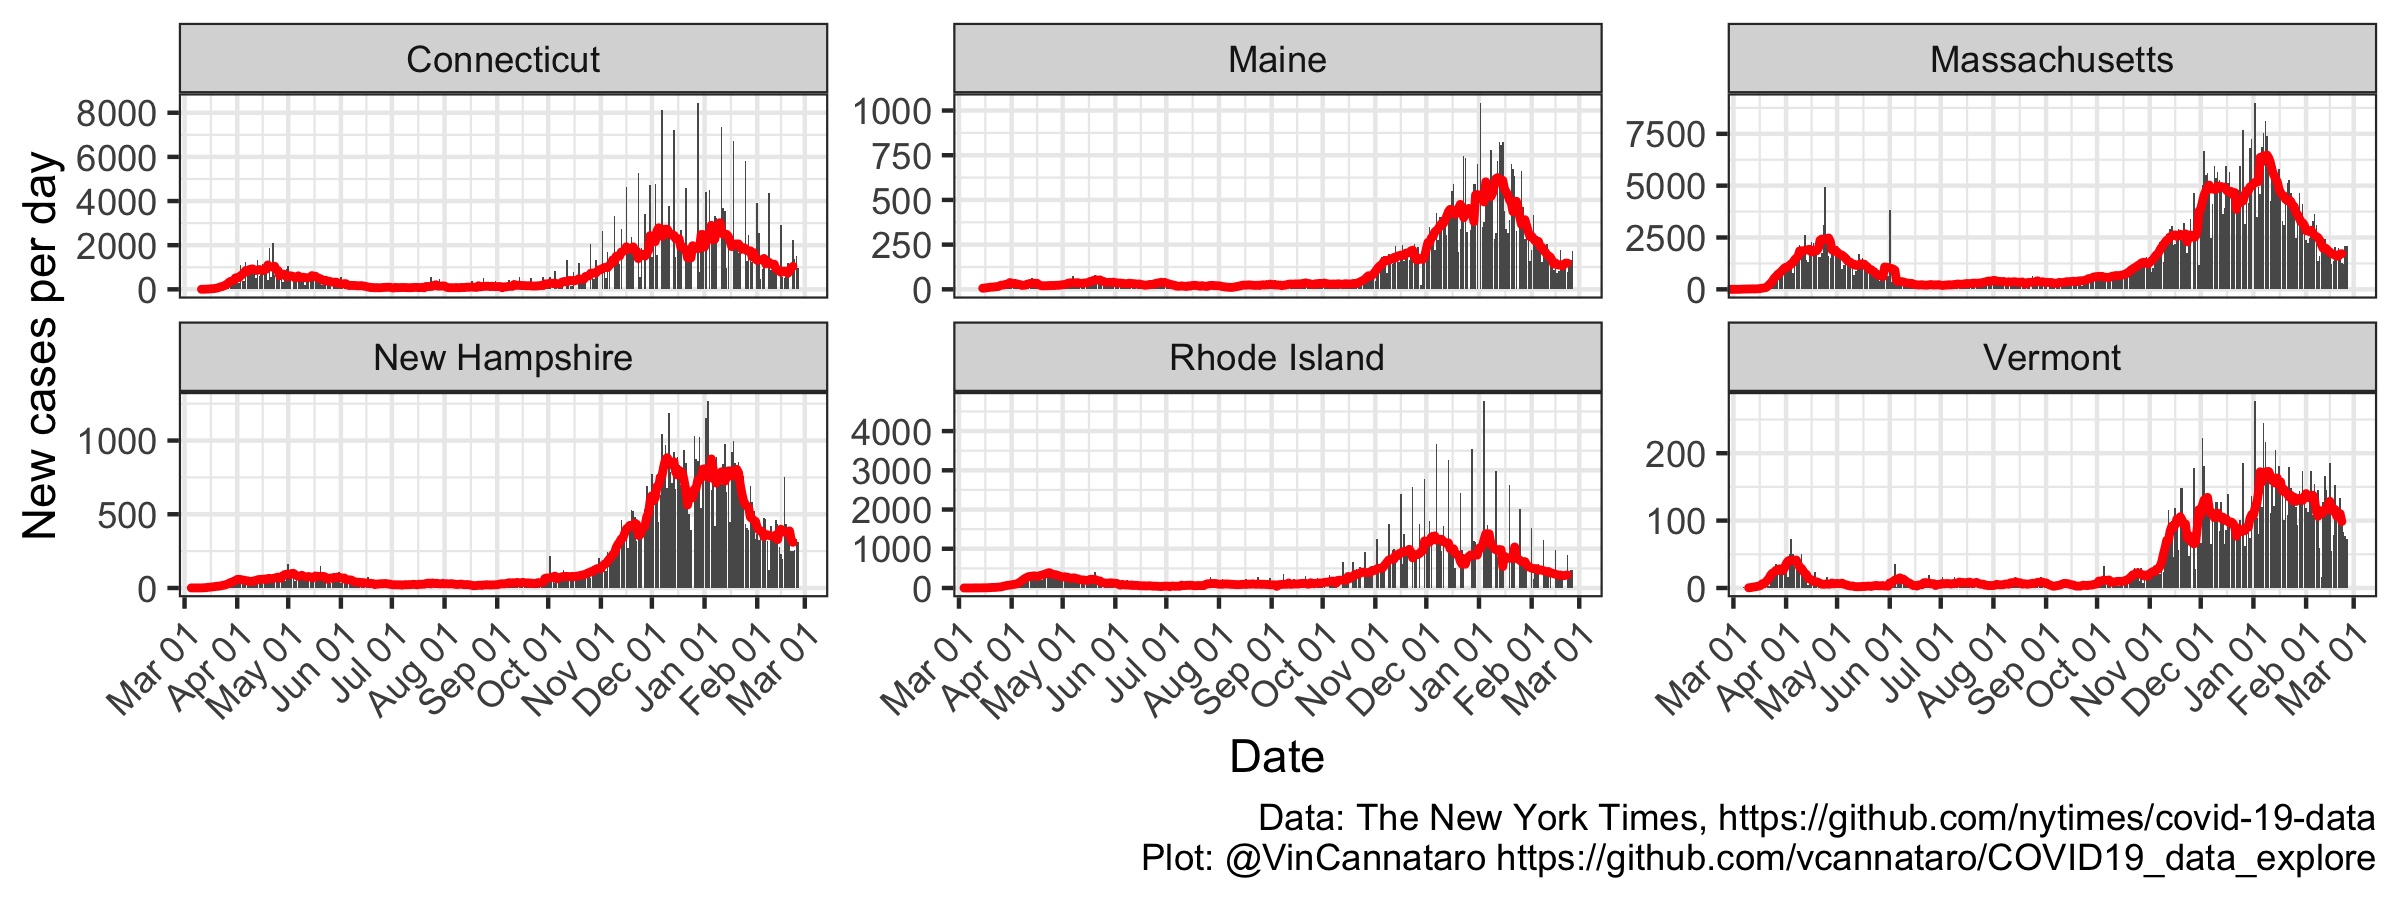 Connecticut
Maine
Massachusetts
8000
6000
4000
2000
0
1000
750
500
250
0
7500
5000
2500
0
New Hampshire
Rhode Island
Vermont
1000
500
0
4000
3000
2000
1000
0
200
100
0
Mar 01 Apr 01 May 01 Jun 01 Jul 01 Aug 01 Sep 01 Oct 01 Nov 01 Dec 01 Jan 01 Feb 01 Mar 01
Mar 01 Apr 01 May 01 Jun 01 Jul 01 Aug 01 Sep 01 Oct 01 Nov 01 Dec 01 Jan 01 Feb 01 Mar 01
Mar 01 Apr 01 May 01 Jun 01 Jul 01 Aug 01 Sep 01 Oct 01 Nov 01 Dec 01 Jan 01 Feb 01 Mar 01
New cases per day
Date
Data: The New York Times, https://github.com/nytimes/covid-19-data
Plot: @VinCannataro https://github.com/vcannataro/COVID19_data_explore